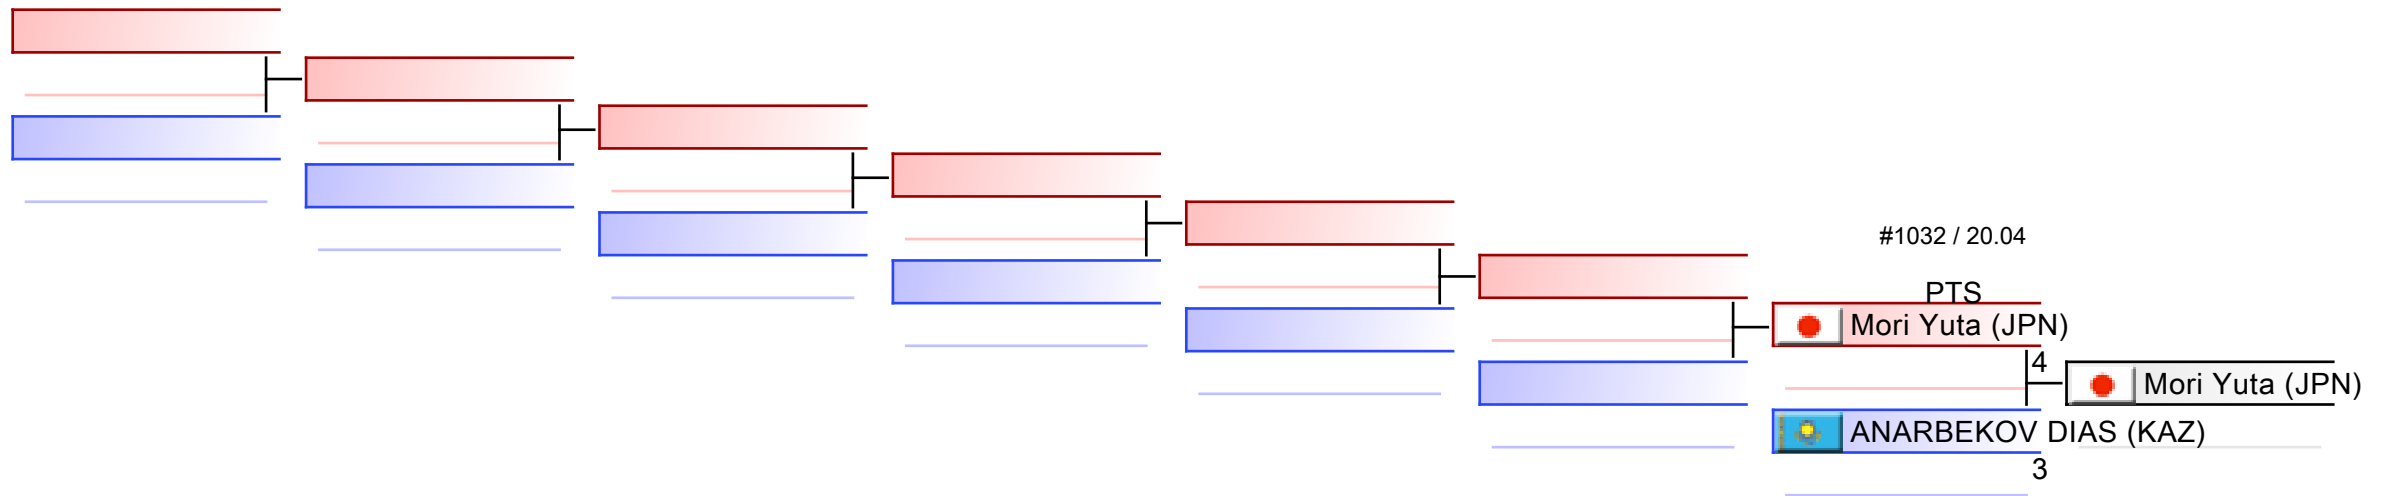 #1032 / 20.04
PTS
Mori Yuta (JPN)
4
Mori Yuta (JPN)
ANARBEKOV DIAS (KAZ)
3